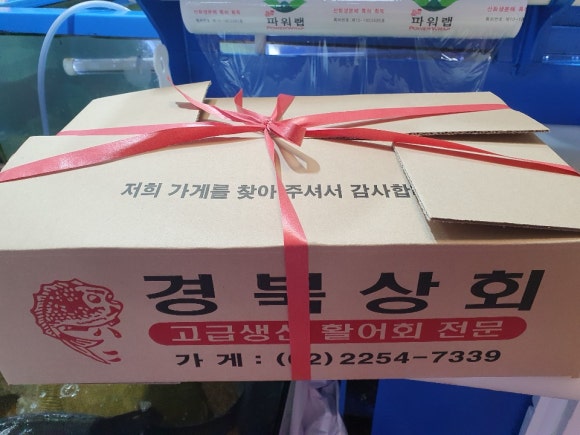 파워랩
파워랩
저희 가게를 찾아 주셔서 감사합
경북상회
고급생선 활어회 전문
가게 : (02)2254-7339